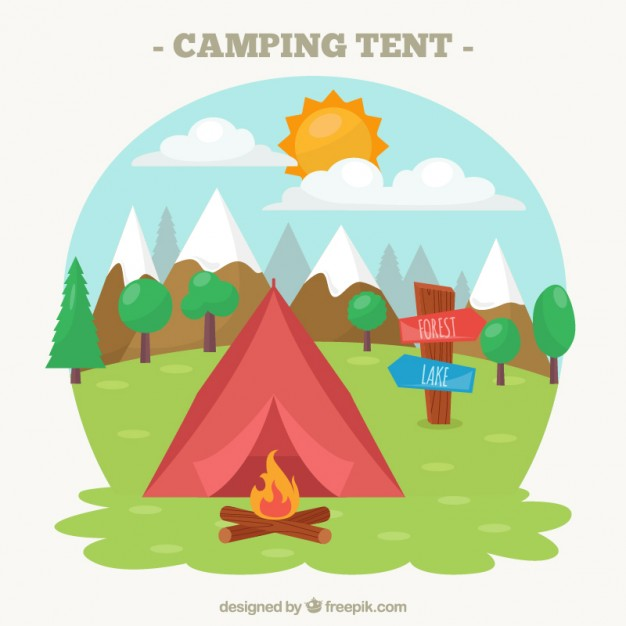 - CAMPING TENT -
FOREST
LAKE
designed by freepik.com